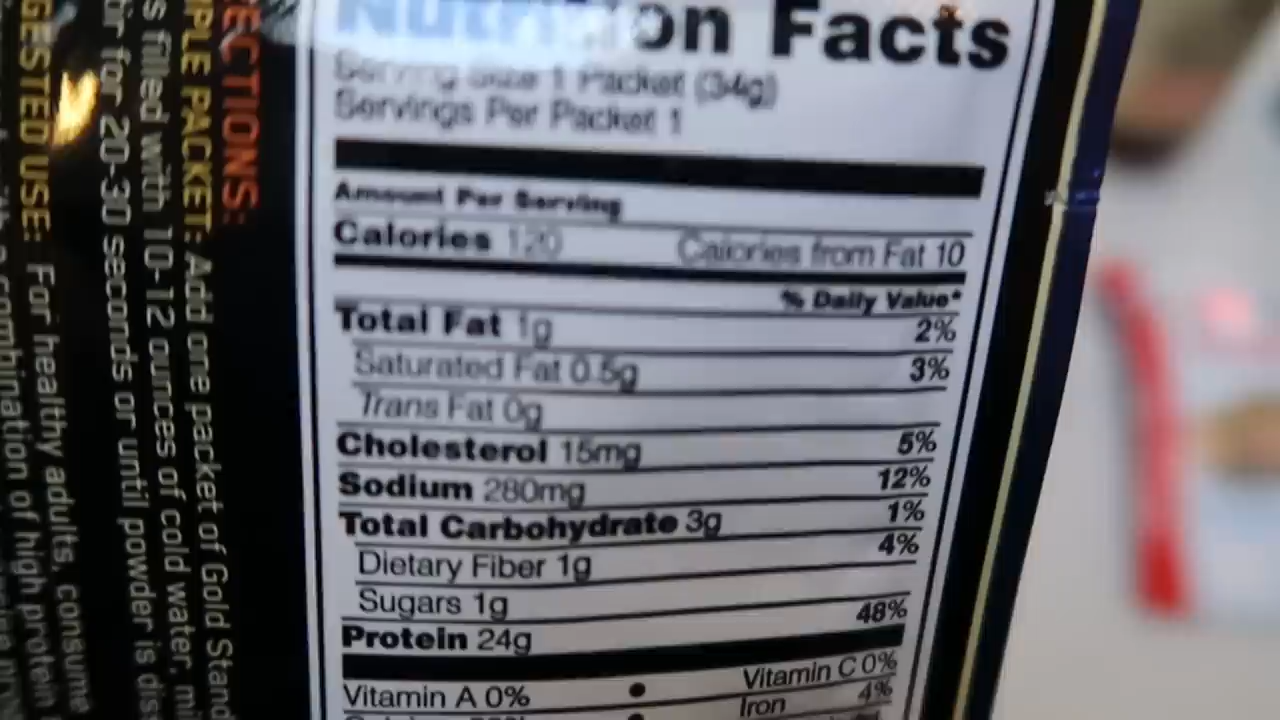 ECTIONS:
PLE PACKET: Add one packet of Gold Stand
s filled with 10-12 ounces of cold water, mi
tir for 20-30 seconds or until powder is dis
GESTED USE: For healthy adults, consume
combination of high protein
Nutrition Facts
Serving Size 1 Packet (34g)
Servings Per Packet 1
Amount Per Serving
Calories 120 Calories from Fat 10
% Daily Value*
Total Fat 1g 2%
Saturated Fat 0.5g 3%
Trans Fat 0g
Cholesterol 15mg 5%
Sodium 280mg 12%
Total Carbohydrate 3g 1%
Dietary Fiber 1g 4%
Sugars 1g
Protein 24g 48%
Vitamin A 0% • Vitamin C 0%
Iron 4%